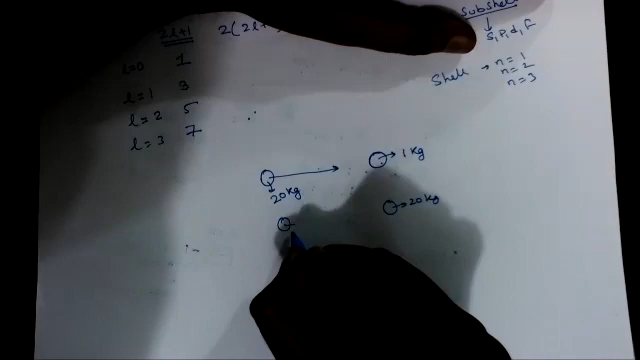 2l+1 2(2l+
l=0 1
l=1 3
l=2 5
l=3 7
Subshell
↓
s, p, d, f
Shell → n=1
n=2
n=3
→ 1 kg
20 kg
→ 20 kg